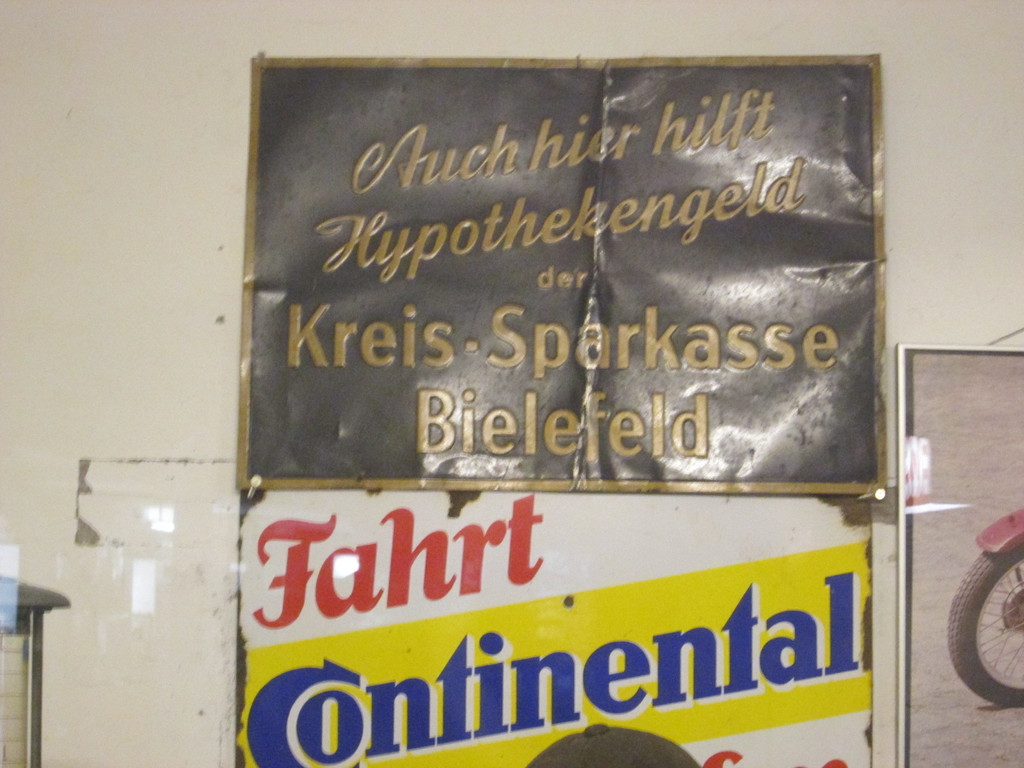 Auch hier hilft
Hypothekengeld
der
Kreis-Sparkasse
Bielefeld
Fahrt
Continental